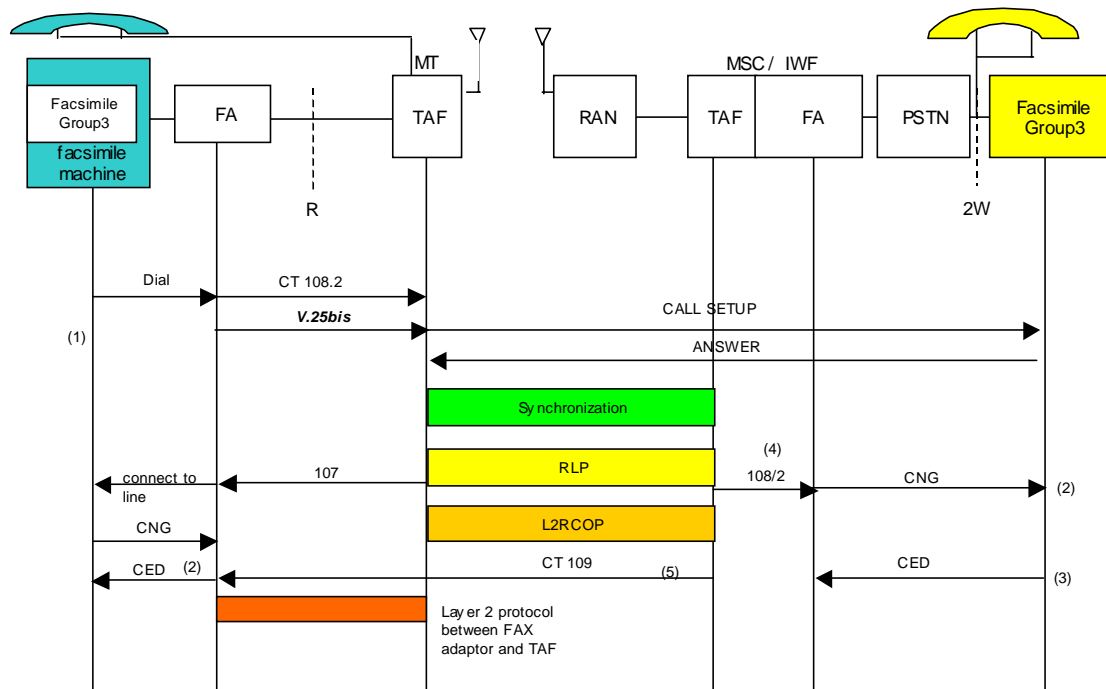 MT
MSC / IWF
Facsimile
Group3
facsimile
machine
FA
TAF
RAN
TAF
FA
PSTN
Facsimile
Group3
R
2W
Dial
CT 108.2
(1)
V.25bis
CALL SETUP
ANSWER
Synchronization
RLP
(4)
connect to
line
107
108/2
CNG
(2)
CNG
L2RCOP
CED
(2)
CT 109
(5)
CED
(3)
Layer 2 protocol
between FAX
adaptor and TAF